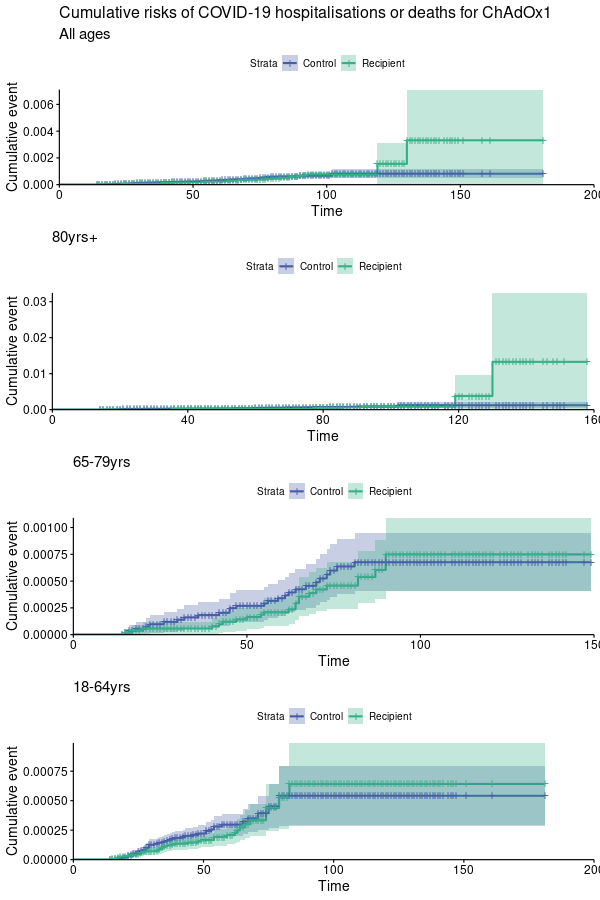 Cumulative risks of COVID-19 hospitalisations or deaths for ChAdOx1
All ages
Strata Control Recipient
Cumulative event
0.006
0.004
0.002
0.000
0 50 100 150 200
Time
80yrs+
Strata Control Recipient
Cumulative event
0.03
0.02
0.01
0.00
0 40 80 120 160
Time
65-79yrs
Strata Control Recipient
Cumulative event
0.00100
0.00075
0.00050
0.00025
0.00000
0 50 100 150
Time
18-64yrs
Strata Control Recipient
Cumulative event
0.00075
0.00050
0.00025
0.00000
0 50 100 150 200
Time